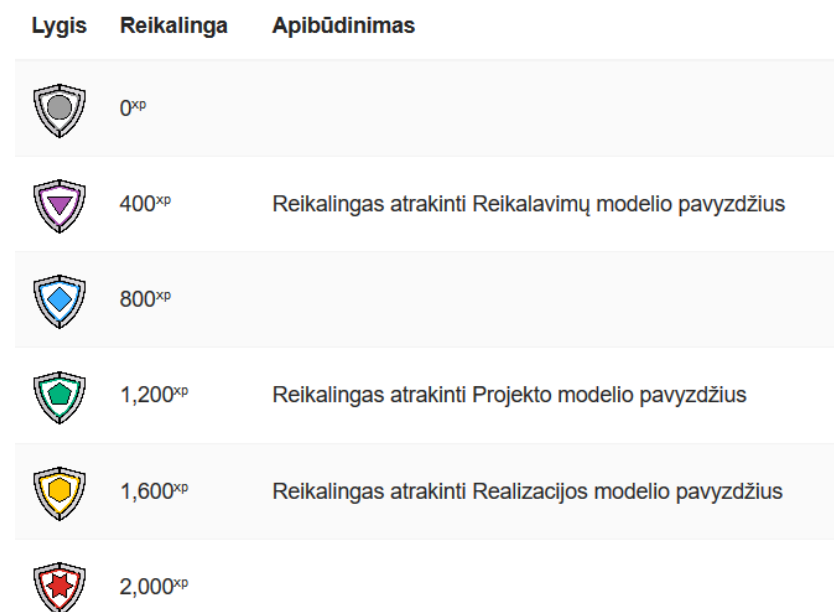 Lygis Reikalinga Apibūdinimas
0xp
400xp Reikalingas atrakinti Reikalavimų modelio pavyzdžius
800xp
1,200xp Reikalingas atrakinti Projekto modelio pavyzdžius
1,600xp Reikalingas atrakinti Realizacijos modelio pavyzdžius
2,000xp